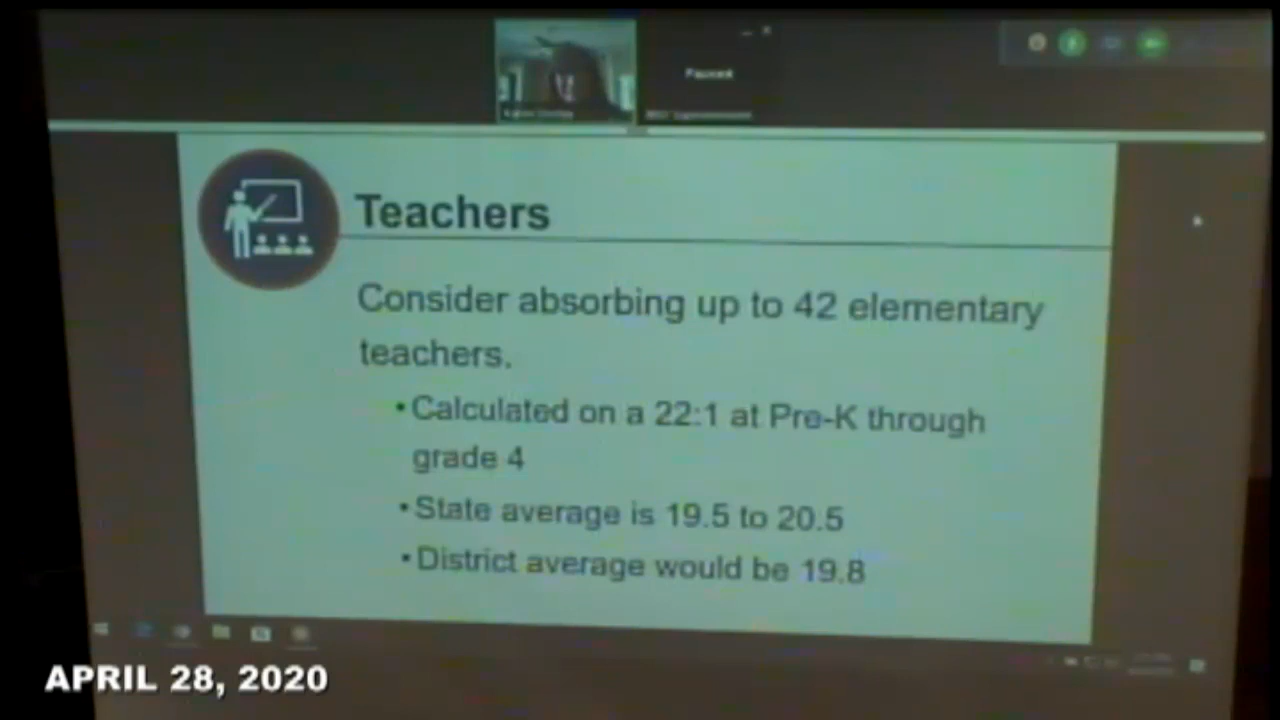 Paused
Teachers
Consider absorbing up to 42 elementary
teachers.
•Calculated on a 22:1 at Pre-K through
grade 4
•State average is 19.5 to 20.5
•District average would be 19.8
APRIL 28, 2020